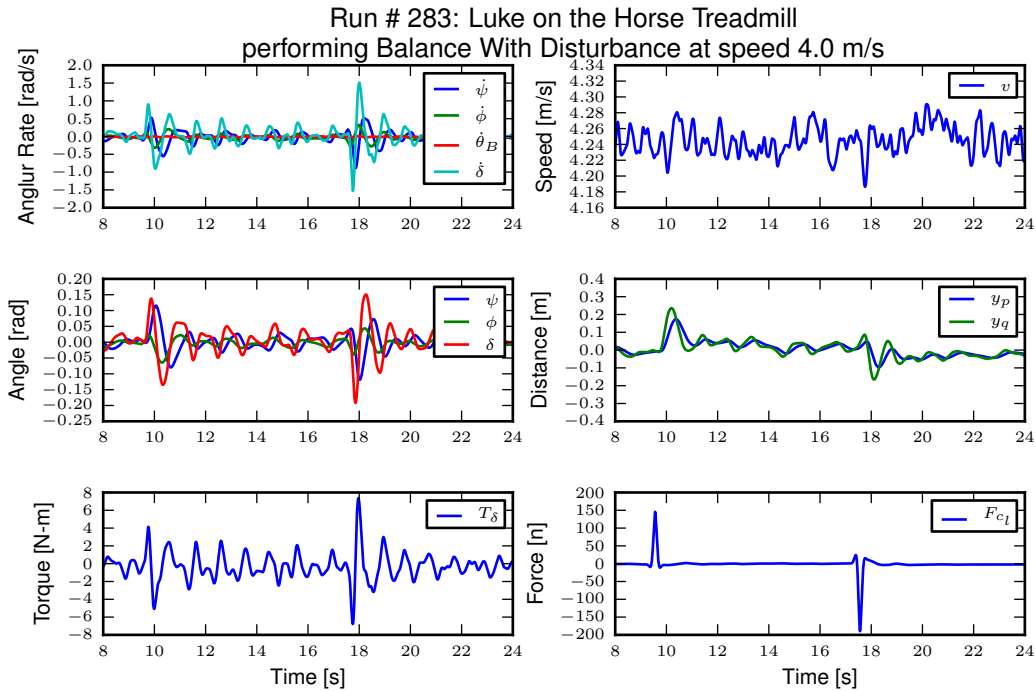 Run # 283: Luke on the Horse Treadmill
performing Balance With Disturbance at speed 4.0 m/s
Anglur Rate [rad/s]
2.0
1.5
1.0
0.5
0.0
−0.5
−1.0
−1.5
−2.0
8 10 12 14 16 18 20 22 24
ψ̇
φ̇
θ̇_B
δ̇
Speed [m/s]
4.34
4.32
4.30
4.28
4.26
4.24
4.22
4.20
4.18
4.16
8 10 12 14 16 18 20 22 24
v
Angle [rad]
0.20
0.15
0.10
0.05
0.00
−0.05
−0.10
−0.15
−0.20
−0.25
8 10 12 14 16 18 20 22 24
ψ
φ
δ
Distance [m]
0.4
0.3
0.2
0.1
0.0
−0.1
−0.2
−0.3
−0.4
8 10 12 14 16 18 20 22 24
y_p
y_q
Torque [N-m]
8
6
4
2
0
−2
−4
−6
−8
8 10 12 14 16 18 20 22 24
T_δ
Time [s]
Force [n]
200
150
100
50
0
−50
−100
−150
−200
8 10 12 14 16 18 20 22 24
F_{c_l}
Time [s]